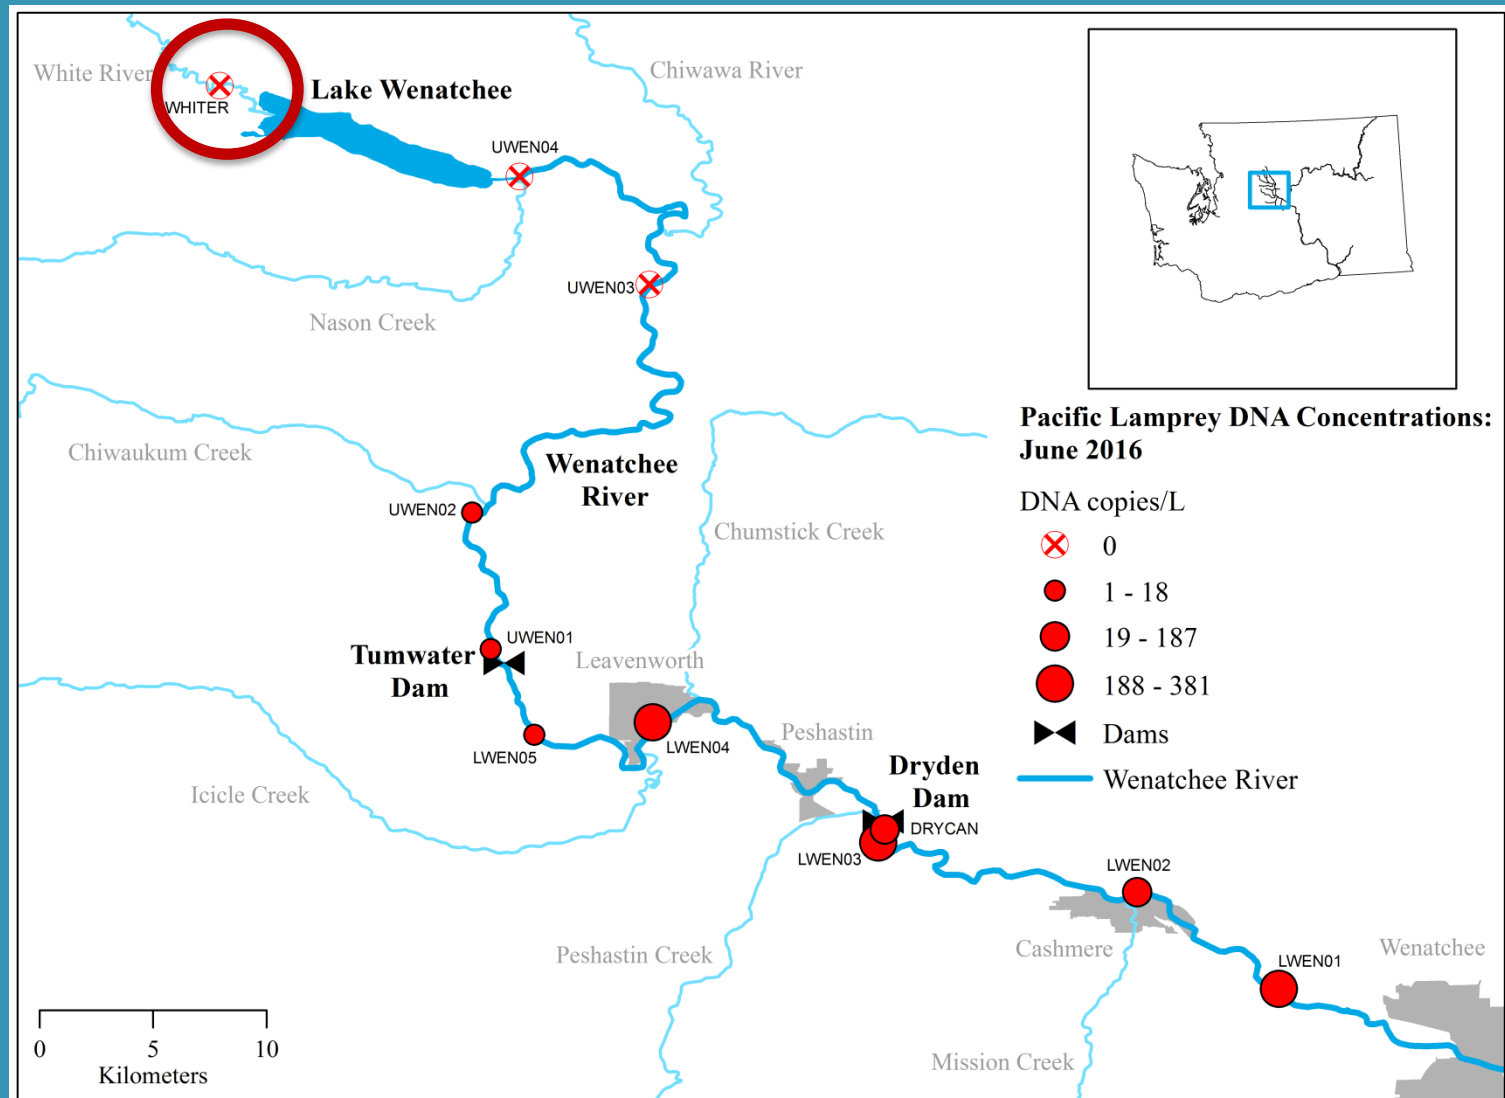 White River
WHITER
Lake Wenatchee
Chiwawa River
UWEN04
UWEN03
Nason Creek
Chiwaukum Creek
Wenatchee
River
UWEN02
Chumstick Creek
UWEN01
Tumwater
Dam
Leavenworth
LWEN05
LWEN04
Peshastin
Icicle Creek
Dryden
Dam
DRYCAN
LWEN03
LWEN02
Peshastin Creek
Cashmere
LWEN01
Wenatchee
Mission Creek
Pacific Lamprey DNA Concentrations:
June 2016
DNA copies/L
0
1 - 18
19 - 187
188 - 381
Dams
Wenatchee River
0 5 10
Kilometers